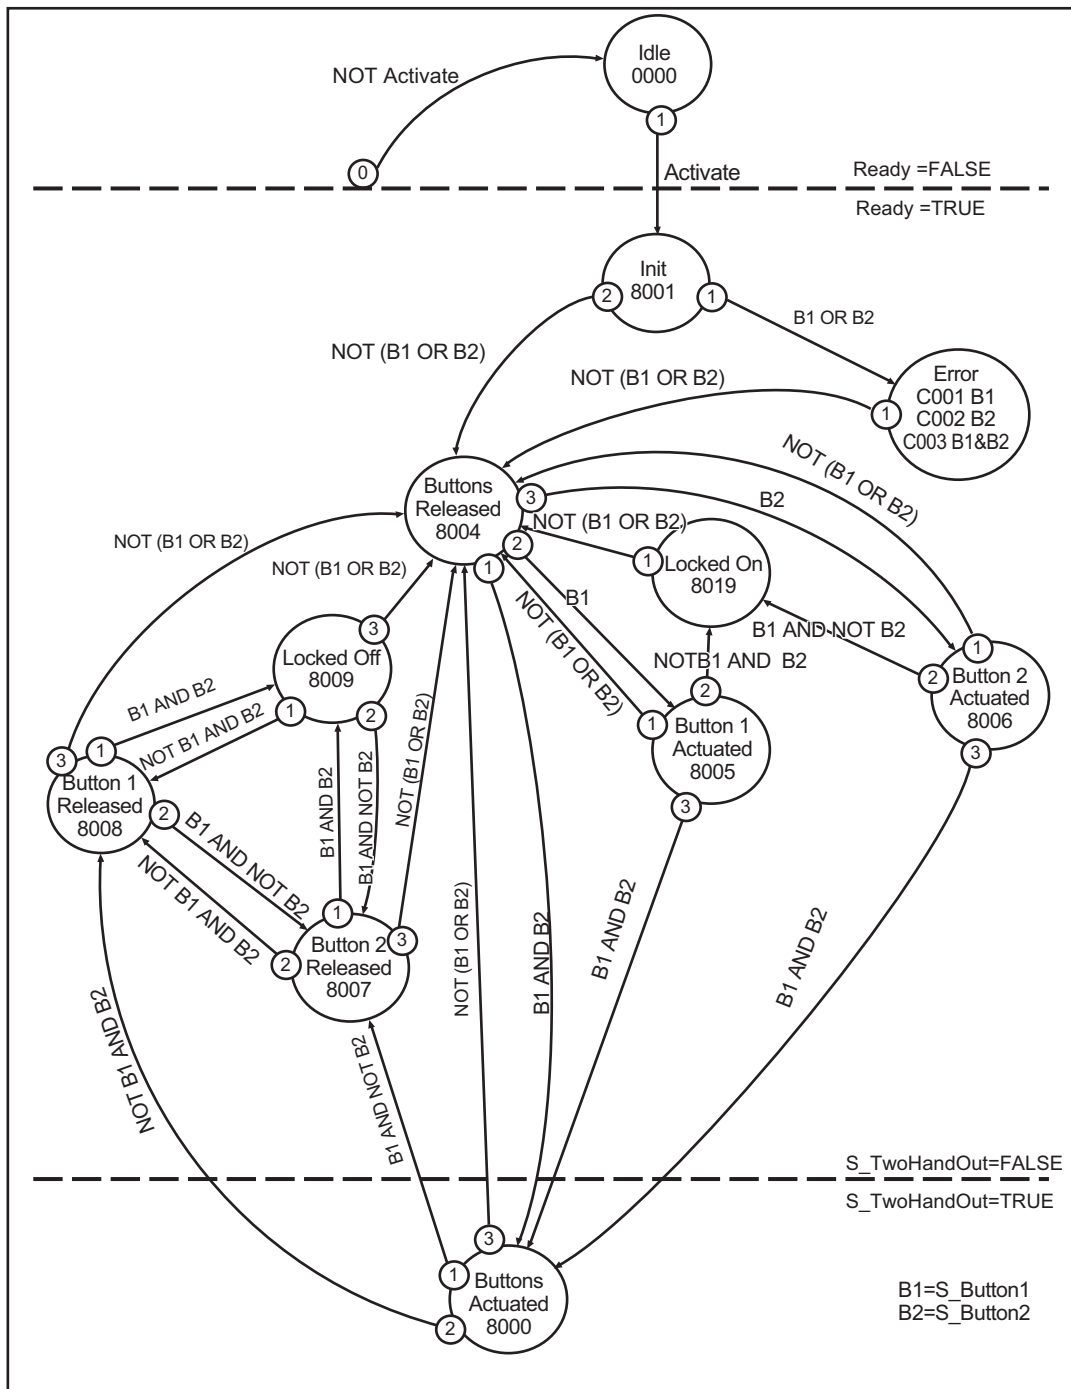 Idle
0000
NOT Activate
1
0
Activate
Ready =FALSE
Ready =TRUE
Init
8001
2
1
B1 OR B2
NOT (B1 OR B2)
NOT (B1 OR B2)
Error
C001 B1
C002 B2
C003 B1&B2
1
NOT (B1 OR B2)
Buttons
Released
8004
3
2
1
B2
NOT (B1 OR B2)
NOT (B1 OR B2)
1
Locked On
8019
B1
NOT (B1 OR B2)
B1 AND NOT B2
NOTB1 AND B2
NOT (B1 OR B2)
3
Locked Off
8009
1
2
1
2
Button 2
Actuated
8006
3
2
1
Button 1
Actuated
8005
3
B1 AND B2
NOT B1 AND B2
3
1
Button 1
Released
8008
2
B1 AND B2
B1 AND NOT B2
NOT (B1 OR B2)
B1 AND NOT B2
NOT B1 AND B2
1
3
2
Button 2
Released
8007
NOT (B1 OR B2)
B1 AND B2
B1 AND B2
B1 AND B2
NOT B1 AND B2
B1 AND NOT B2
S_TwoHandOut=FALSE
S_TwoHandOut=TRUE
3
1
2
Buttons
Actuated
8000
B1=S_Button1
B2=S_Button2